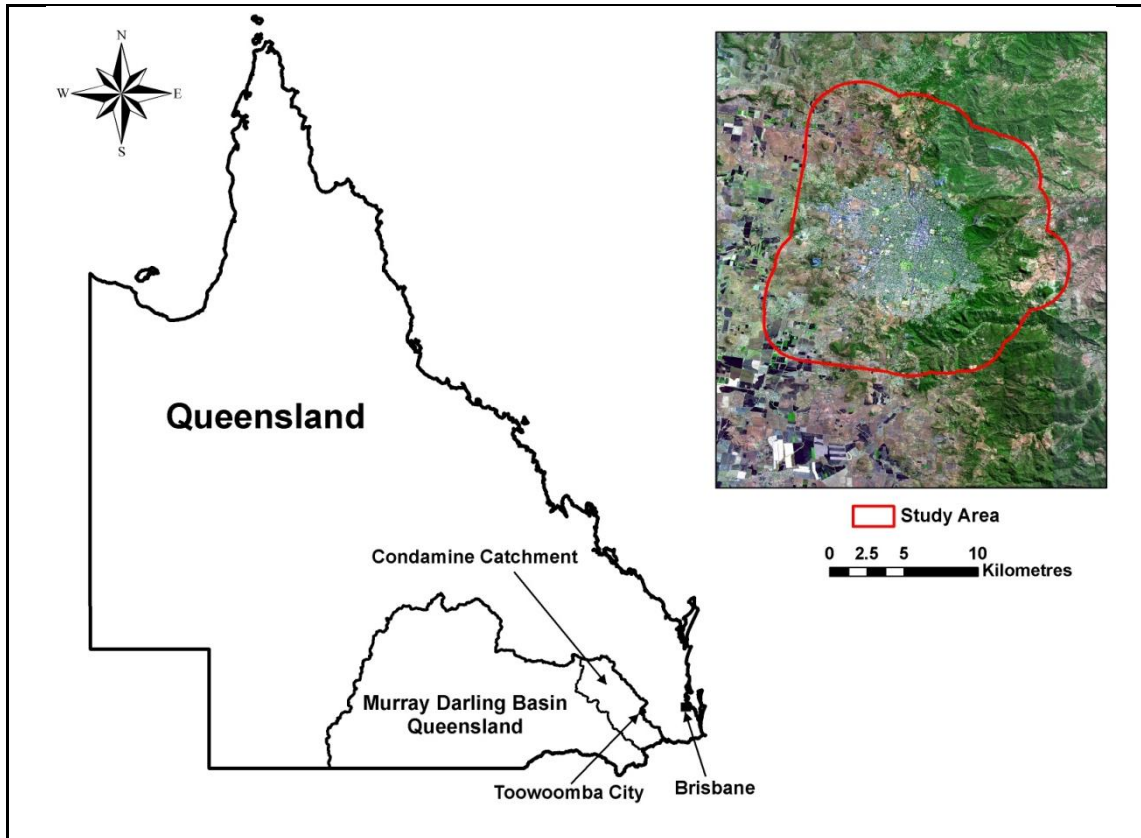 N
W
E
S
Queensland
Condamine Catchment
Murray Darling Basin
Queensland
Toowoomba City
Brisbane
Study Area
0 2.5 5 10
Kilometres